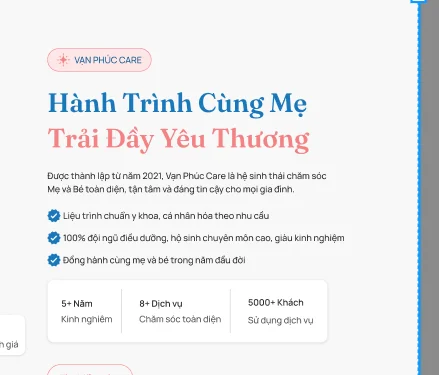 VẠN PHÚC CARE
Hành Trình Cùng Mẹ
Trải Đầy Yêu Thương
Được thành lập từ năm 2021, Vạn Phúc Care là hệ sinh thái chăm sóc
Mẹ và Bé toàn diện, tận tâm và đáng tin cậy cho mọi gia đình.
Liệu trình chuẩn y khoa, cá nhân hóa theo nhu cầu
100% đội ngũ điều dưỡng, hộ sinh chuyên môn cao, giàu kinh nghiệm
Đồng hành cùng mẹ và bé trong năm đầu đời
5+ Năm
Kinh nghiệm
8+ Dịch vụ
Chăm sóc toàn diện
5000+ Khách
Sử dụng dịch vụ
h giá